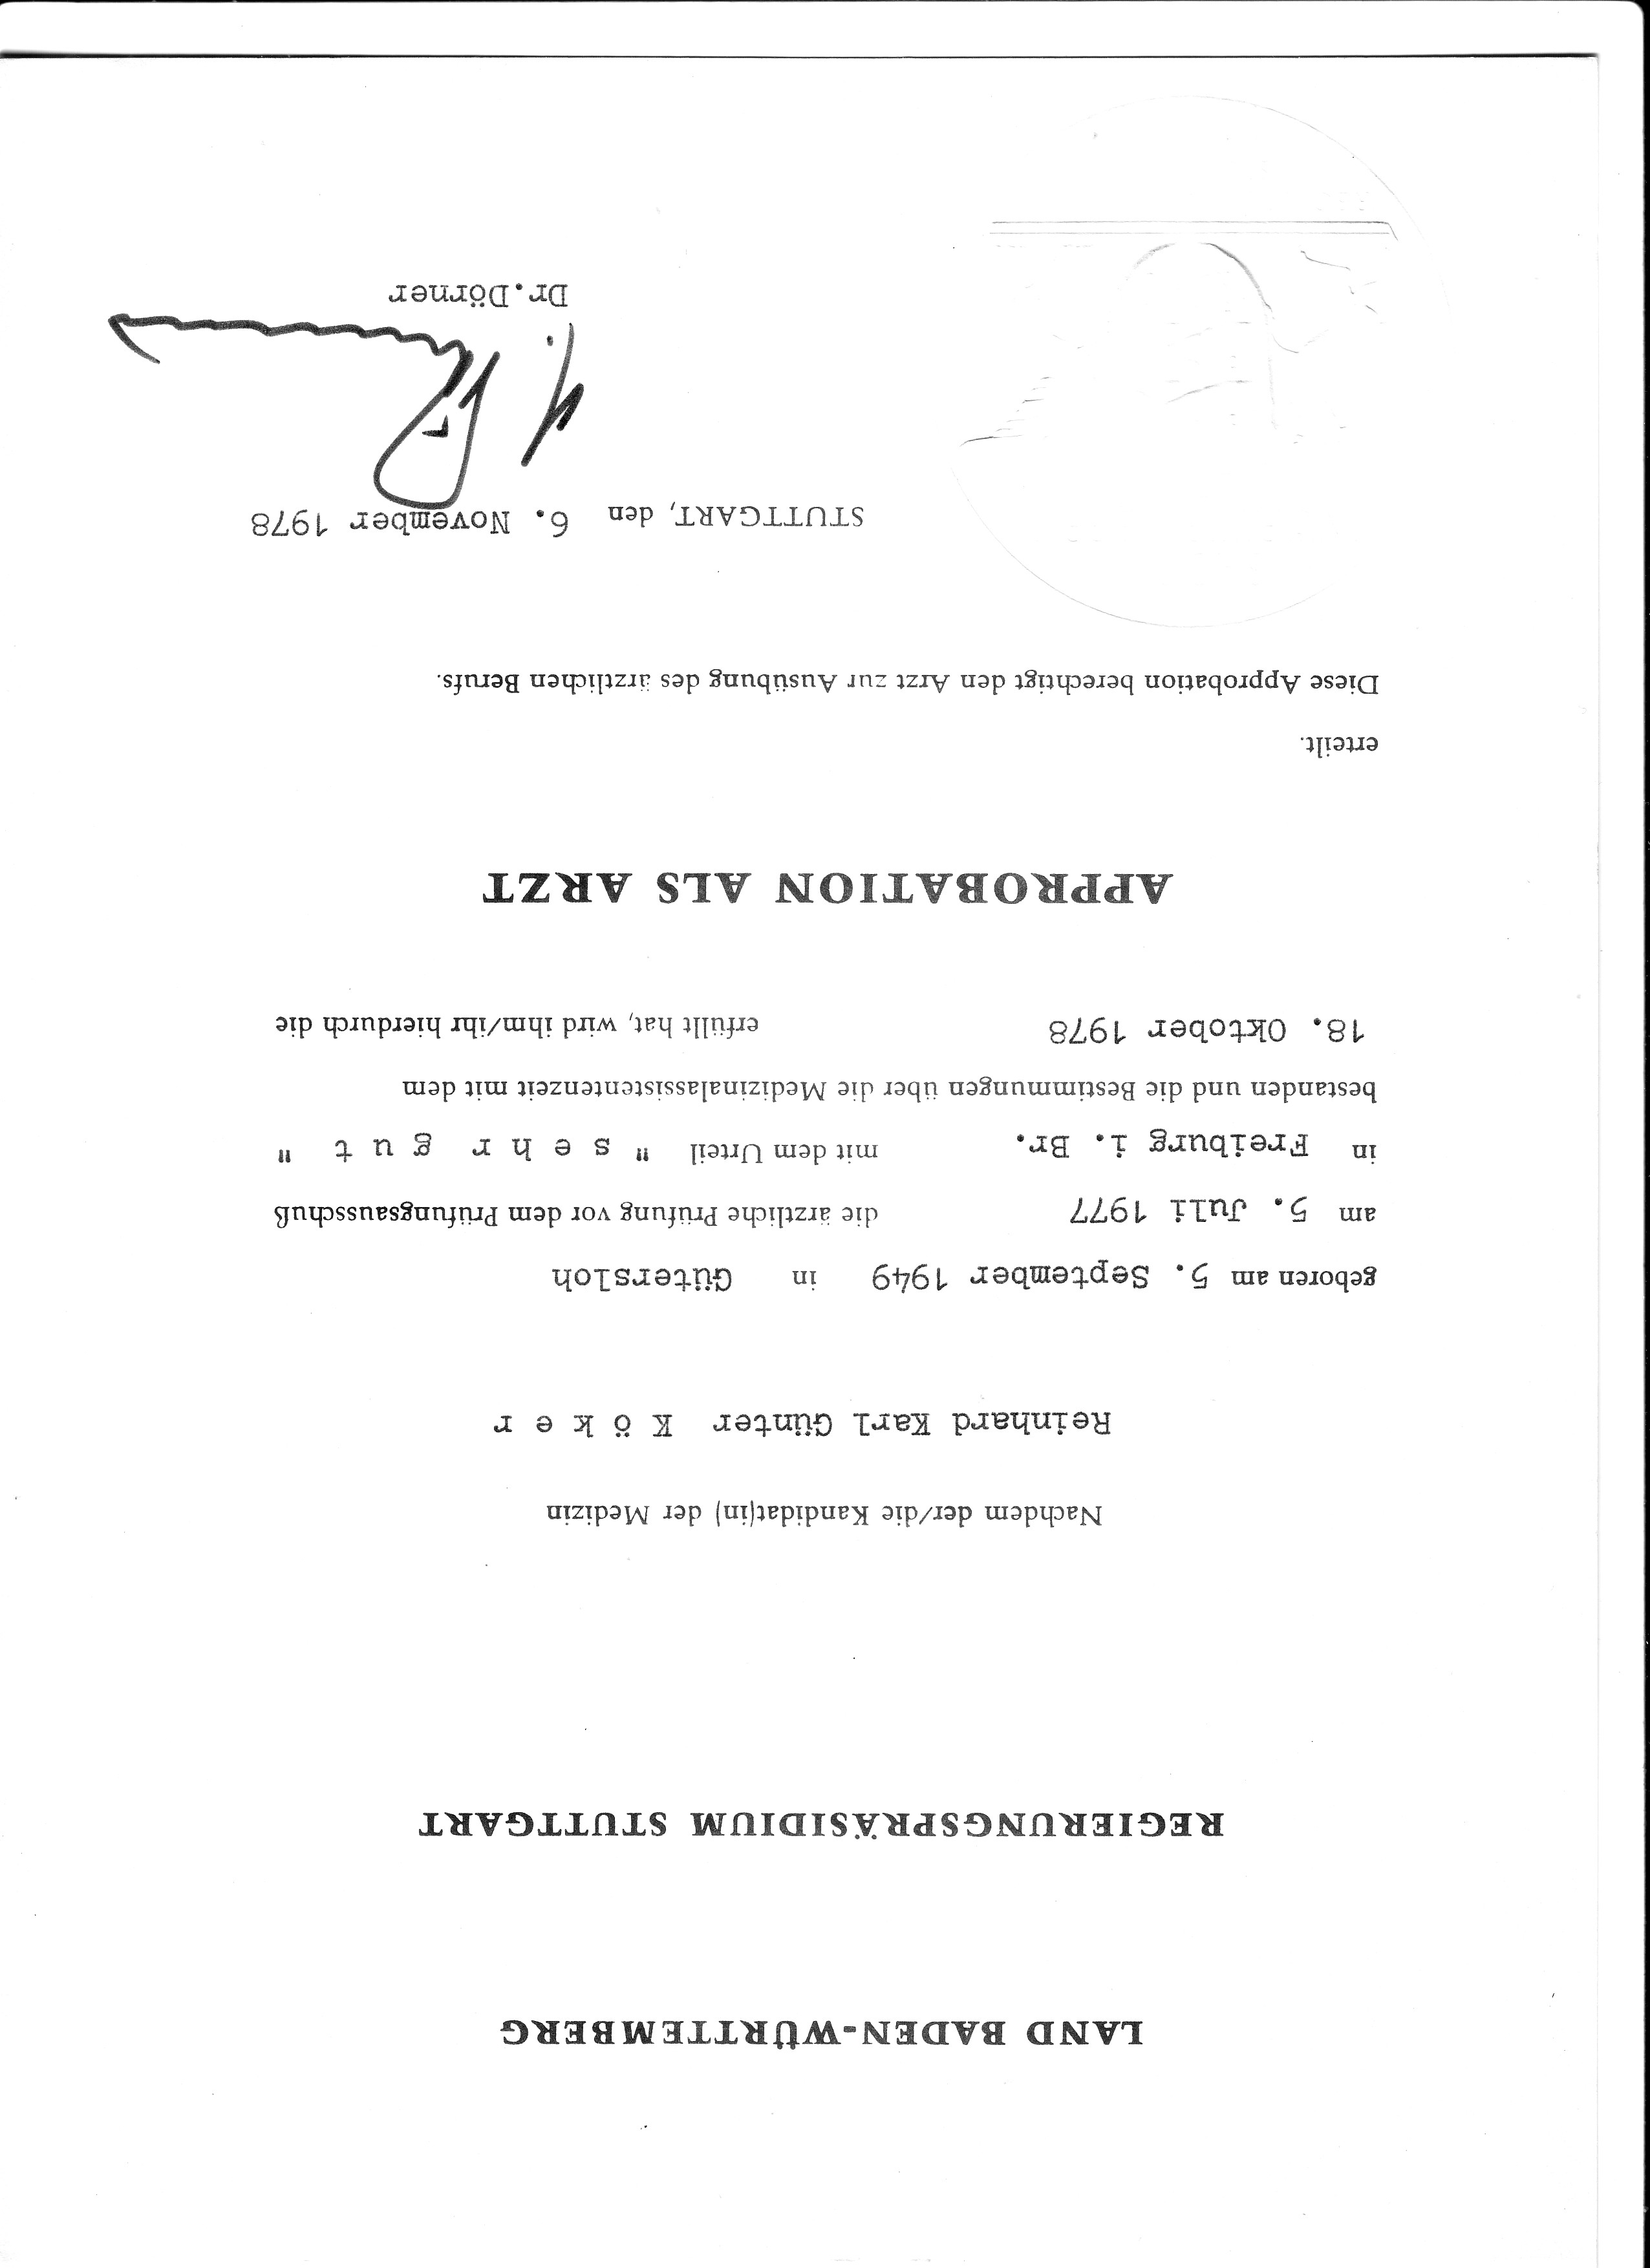 LAND BADEN-WÜRTTEMBERG
REGIERUNGSPRÄSIDIUM STUTTGART
Nachdem der/die Kandidat(in) der Medizin
Reinhard Karl Günter K ö k e r
geboren am 5. September 1949 in Gütersloh
am 5. Juli 1977 die ärztliche Prüfung vor dem Prüfungsausschuß
in Freiburg i. Br. mit dem Urteil " s e h r g u t "
bestanden und die Bestimmungen über die Medizinalassistentenzeit mit dem
18. Oktober 1978 erfüllt hat, wird ihm/ihr hierdurch die
APPROBATION ALS ARZT
erteilt.
Diese Approbation berechtigt den Arzt zur Ausübung des ärztlichen Berufs.
STUTTGART, den 6. November 1978
Dr.Dörner